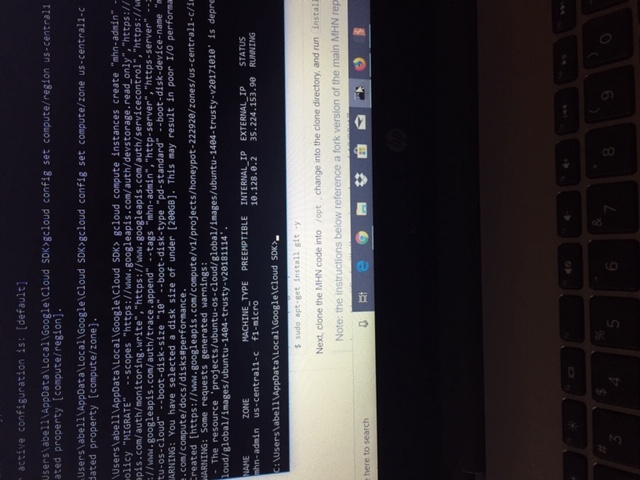 r active configuration is: [default]
Users\abell\AppData\Local\Google\Cloud SDK>gcloud config set compute/region us-central1
ated property [compute/region].
Users\abell\AppData\Local\Google\Cloud SDK>gcloud config set compute/zone us-central1-c
dated property [compute/zone].
\Users\abell\AppData\Local\Google\Cloud SDK> gcloud compute instances create "mhn-admin" -
policy "MIGRATE" --scopes "https://www.googleapis.com/auth/devstorage.read_only","https://
m/auth/monitoring.write","https://www.googleapis.com/auth/servicecontrol","https://
googleapis.com/auth/trace.append" --tags "mhn-admin","http-server","https-server"
tu-os-cloud" --boot-disk-size "10" --boot-disk-type "pd-standard" --boot-disk-device-name
WARNING: You have selected a disk size of under [200GB]. This may result in poor I/O performa
e.com/compute/docs/disks#performance.
Created [https://www.googleapis.com/compute/v1/projects/honeypot-222920/zones/us-central1-c/in
WARNING: Some requests generated warnings:
- The resource 'projects/ubuntu-os-cloud/global/images/ubuntu-1404-trusty-v20171010' is depre
cloud/global/images/ubuntu-1404-trusty-v20181114'.
NAME ZONE MACHINE_TYPE PREEMPTIBLE INTERNAL_IP EXTERNAL_IP STATUS
mhn-admin us-central1-c f1-micro 10.128.0.2 35.224.153.90 RUNNING
C:\Users\abell\AppData\Local\Google\Cloud SDK>_
$ sudo apt-get install git -y
Next, clone the MHN code into /opt , change into the clone directory, and run install
Note: the instructions below reference a fork version of the main MHN rep
e here to search
hp
# 3
$ 4
% 5
^ 6
& 7
* 8
( 9
) 0